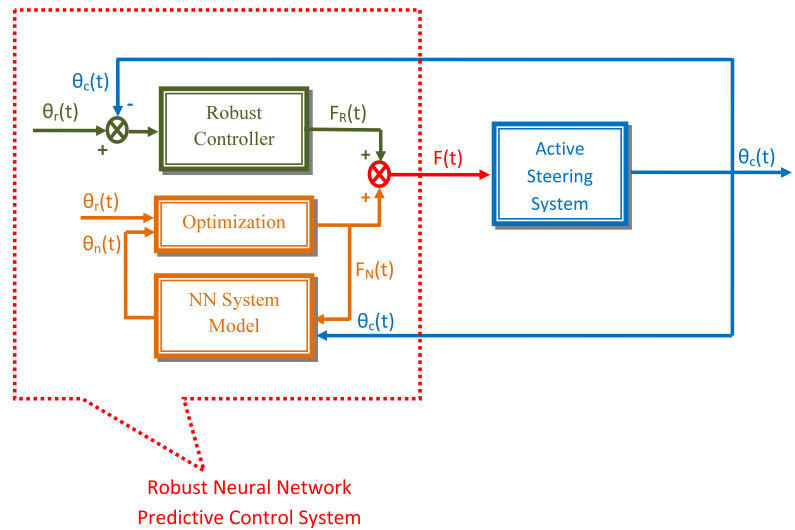 θc(t)
-
θr(t)
+
Robust
Controller
FR(t)
+
F(t)
+
Active
Steering
System
θc(t)
θr(t)
θn(t)
Optimization
FN(t)
NN System
Model
θc(t)
Robust Neural Network
Predictive Control System